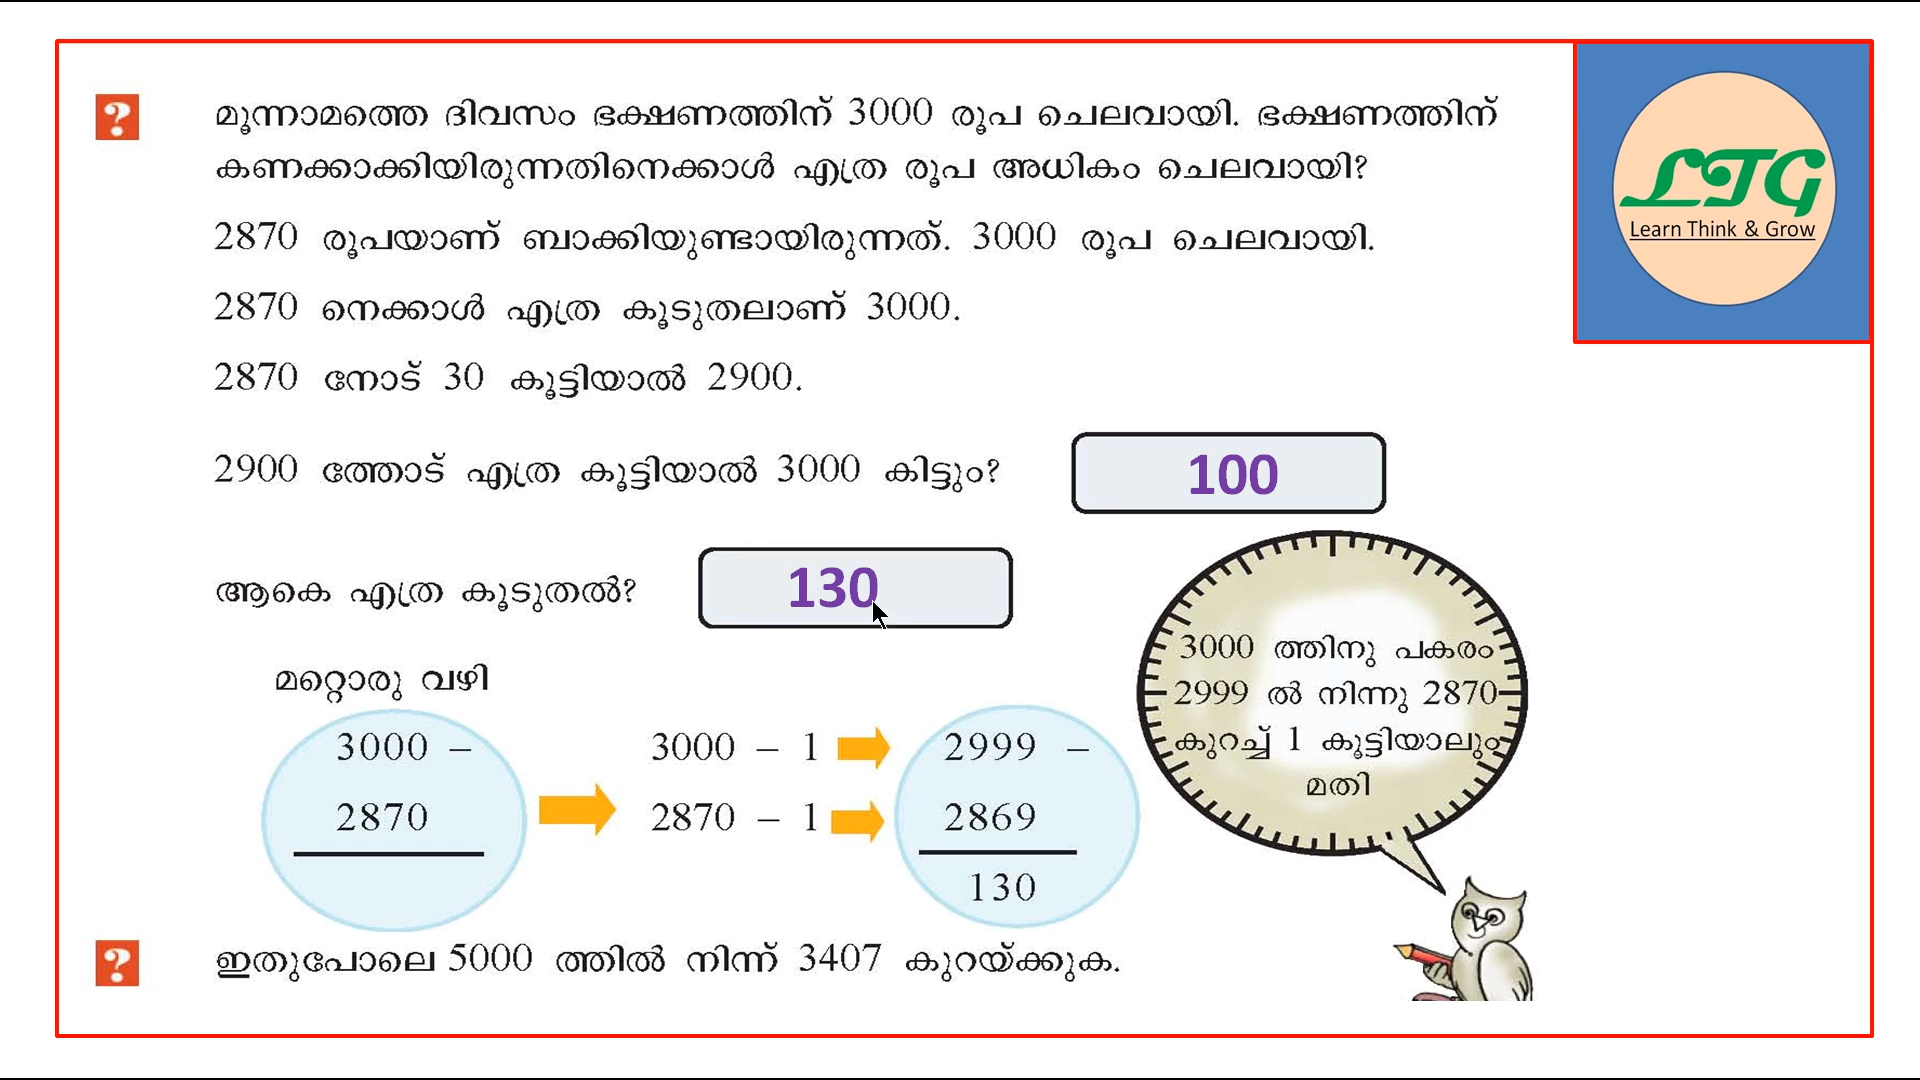 മൂന്നാമത്തെ ദിവസം ഭക്ഷണത്തിന് 3000 രൂപ ചെലവായി. ഭക്ഷണത്തിന്
കണക്കാക്കിയിരുന്നതിനെക്കാൾ എത്ര രൂപ അധികം ചെലവായി?
LTG
Learn Think & Grow
2870 രൂപയാണ് ബാക്കിയുണ്ടായിരുന്നത്. 3000 രൂപ ചെലവായി.
2870 നെക്കാൾ എത്ര കൂടുതലാണ് 3000.
2870 നോട് 30 കൂട്ടിയാൽ 2900.
2900 ത്തോട് എത്ര കൂട്ടിയാൽ 3000 കിട്ടും?
100
ആകെ എത്ര കൂടുതൽ?
130
മറ്റൊരു വഴി
3000 –
2870
3000 – 1
2870 – 1
2999 –
2869
130
3000 ത്തിനു പകരം
2999 ൽ നിന്നു 2870
കുറച്ച് 1 കൂട്ടിയാലും
മതി
ഇതുപോലെ 5000 ത്തിൽ നിന്ന് 3407 കുറയ്ക്കുക.